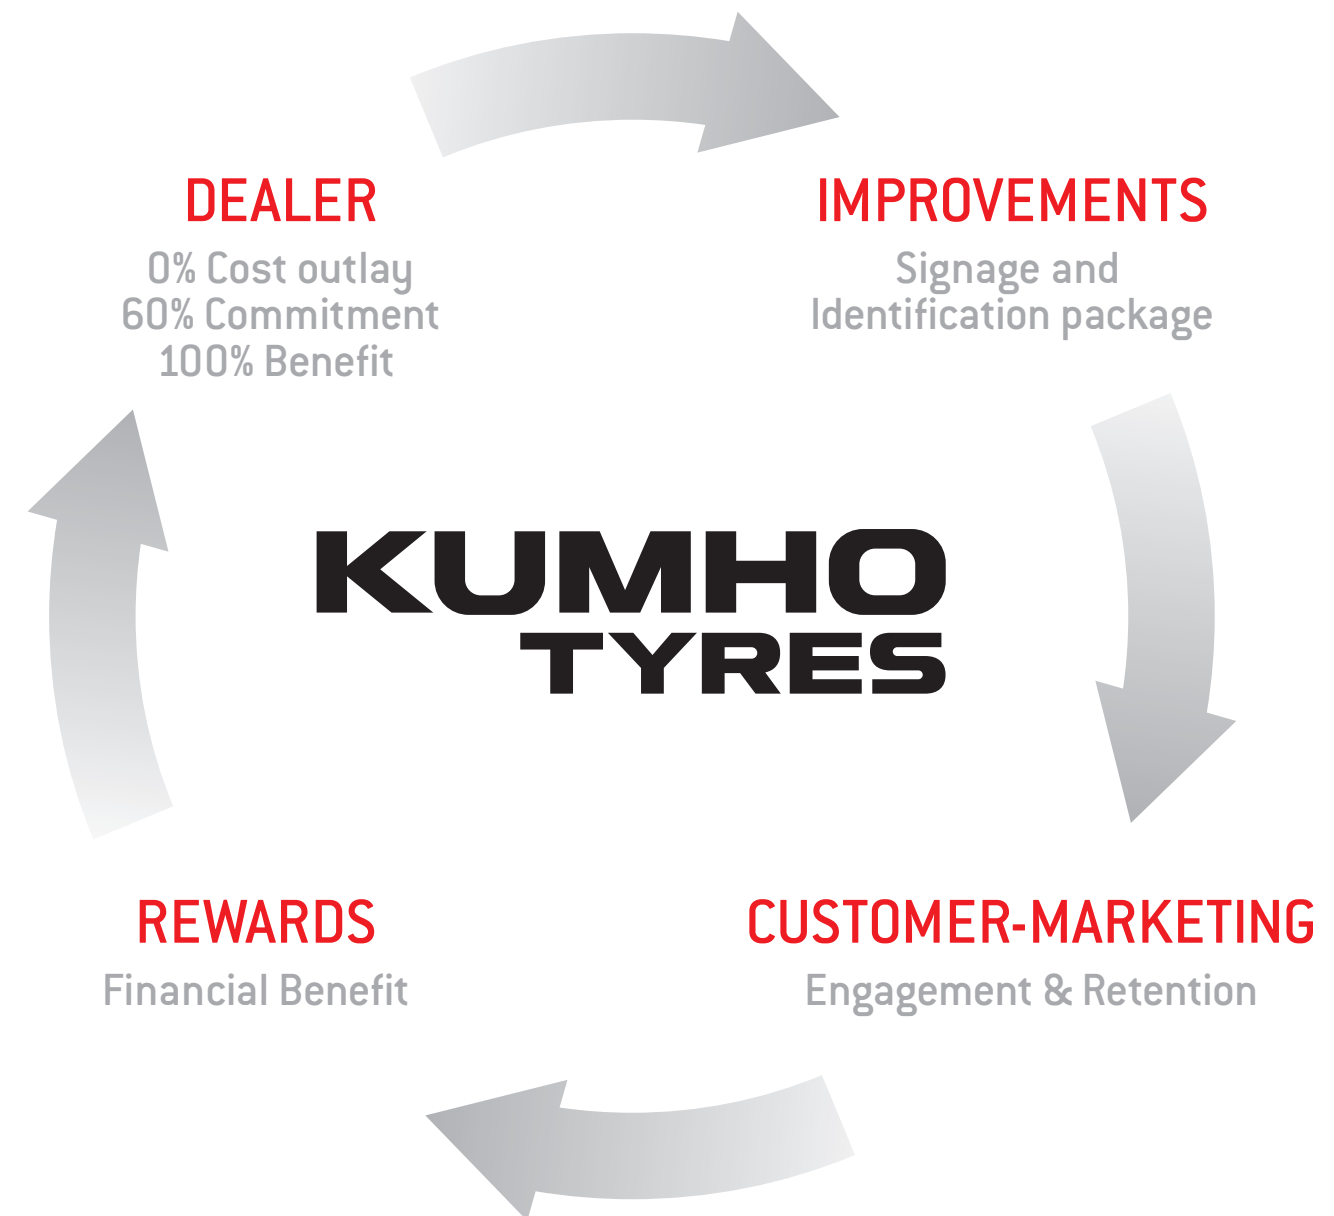 DEALER
0% Cost outlay
60% Commitment
100% Benefit
IMPROVEMENTS
Signage and
Identification package
KUMHO
TYRES
REWARDS
Financial Benefit
CUSTOMER-MARKETING
Engagement & Retention